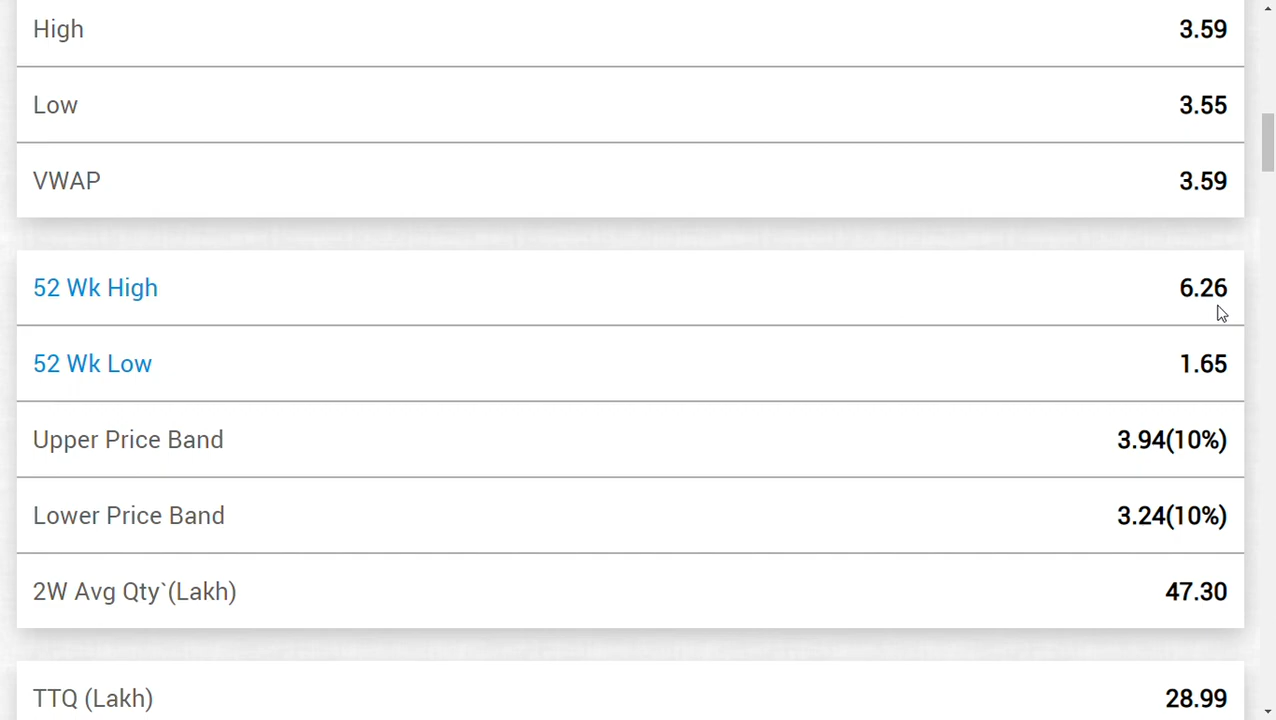 High 3.59
Low 3.55
VWAP 3.59
52 Wk High 6.26
52 Wk Low 1.65
Upper Price Band 3.94(10%)
Lower Price Band 3.24(10%)
2W Avg Qty`(Lakh) 47.30
TTQ (Lakh) 28.99